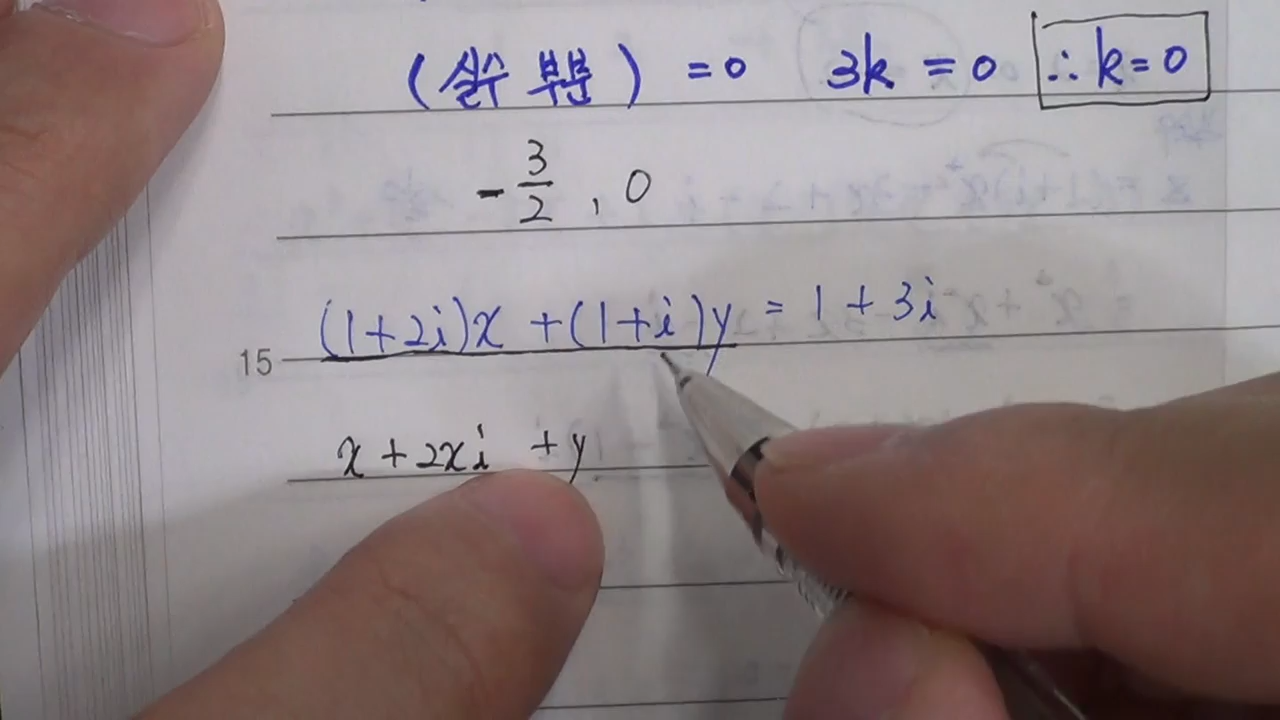 (실수 부분) = 0 3k = 0 ∴ k = 0
- 3/2 , 0
(1+2i)x + (1+i)y = 1 + 3i
15
x + 2xi + y